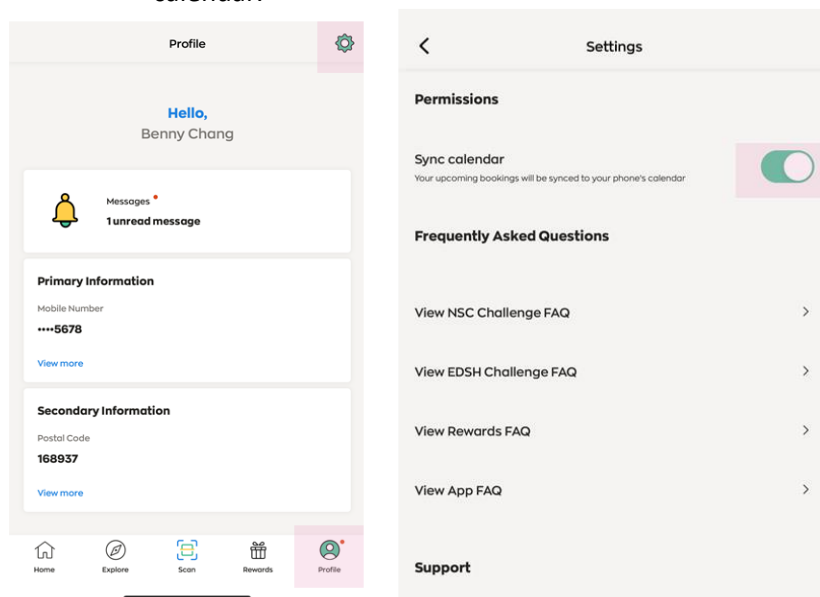 calendar?
Profile
Hello,
Benny Chang
Messages
1 unread message
Primary Information
Mobile Number
••••5678
View more
Secondary Information
Postal Code
168937
View more
Home Explore Scan Rewards Profile
Settings
Permissions
Sync calendar
Your upcoming bookings will be synced to your phone's calendar
Frequently Asked Questions
View NSC Challenge FAQ
View EDSH Challenge FAQ
View Rewards FAQ
View App FAQ
Support